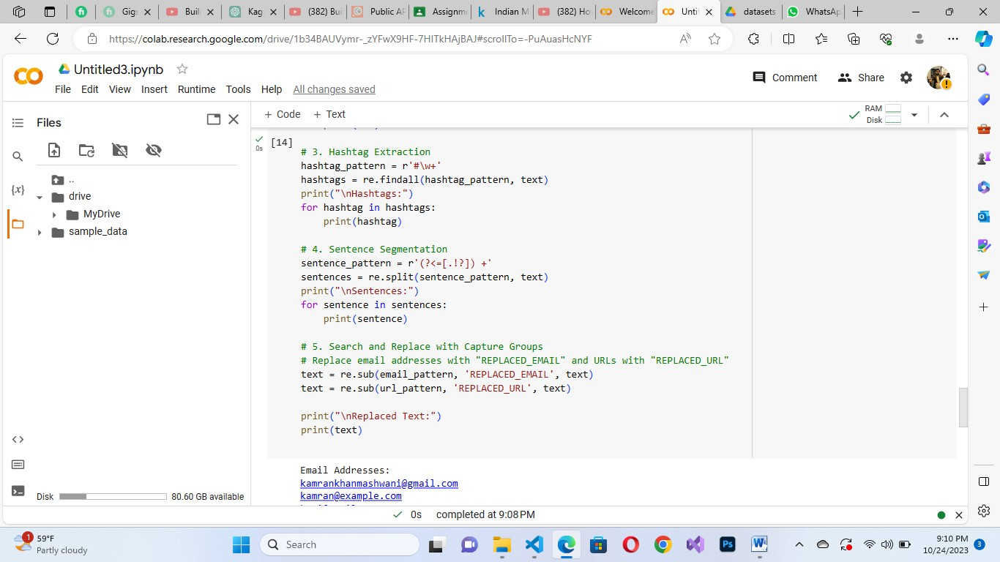 Gigs
Buil
Kag
(382) Bui
Public AP
Assignme
Indian M
(382) Ho
Welcome
Unti
datasets
WhatsAp
https://colab.research.google.com/drive/1b34BAUVymr-_zYFwX9HF-7HITkHAjBAJ#scrollTo=-PuAuasHcNYF
Untitled3.ipynb
Comment
Share
File Edit View Insert Runtime Tools Help All changes saved
Files
+ Code + Text
RAM
Disk
..
drive
MyDrive
sample_data
Disk
80.60 GB available
[14]
0s
# 3. Hashtag Extraction
hashtag_pattern = r'#\w+'
hashtags = re.findall(hashtag_pattern, text)
print("\nHashtags:")
for hashtag in hashtags:
    print(hashtag)
# 4. Sentence Segmentation
sentence_pattern = r'(?<=[.!?]) +'
sentences = re.split(sentence_pattern, text)
print("\nSentences:")
for sentence in sentences:
    print(sentence)
# 5. Search and Replace with Capture Groups
# Replace email addresses with "REPLACED_EMAIL" and URLs with "REPLACED_URL"
text = re.sub(email_pattern, 'REPLACED_EMAIL', text)
text = re.sub(url_pattern, 'REPLACED_URL', text)
print("\nReplaced Text:")
print(text)
Email Addresses:
kamrankhanmashwani@gmail.com
kamran@example.com
0s completed at 9:08 PM
1
59°F
Partly cloudy
Search
9:10 PM
10/24/2023
3